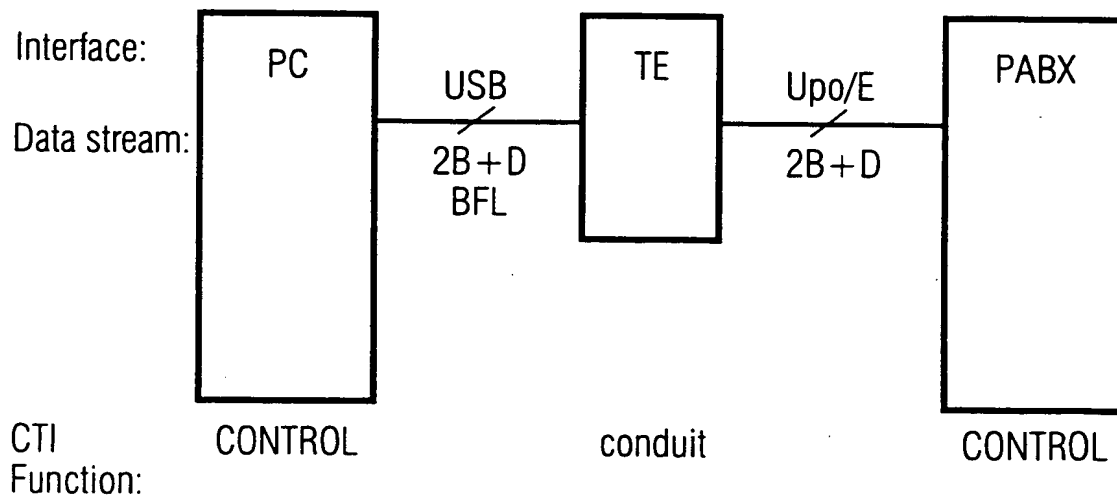 Interface:
PC
TE
PABX
USB
Upo/E
Data stream:
2B+D
BFL
2B+D
CTI
Function:
CONTROL
conduit
CONTROL